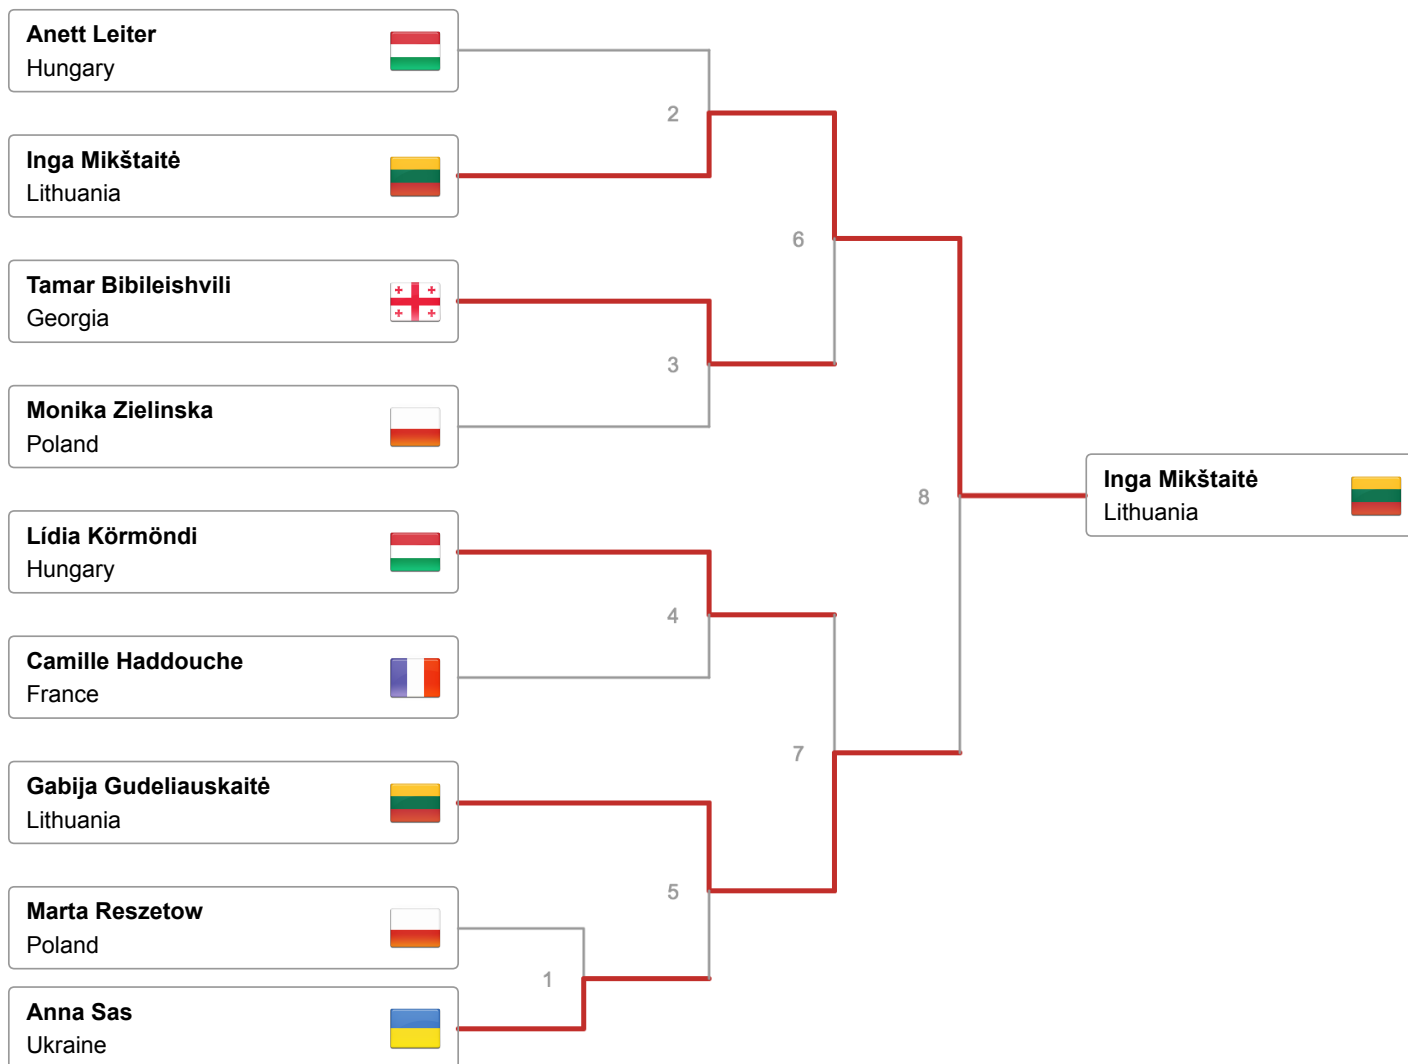 Anett Leiter
Hungary
2
Inga Mikštaitė
Lithuania
6
Tamar Bibileishvili
Georgia
3
Monika Zielinska
Poland
8
Inga Mikštaitė
Lithuania
Lídia Körmöndi
Hungary
4
Camille Haddouche
France
7
Gabija Gudeliauskaitė
Lithuania
5
Marta Reszetow
Poland
1
Anna Sas
Ukraine